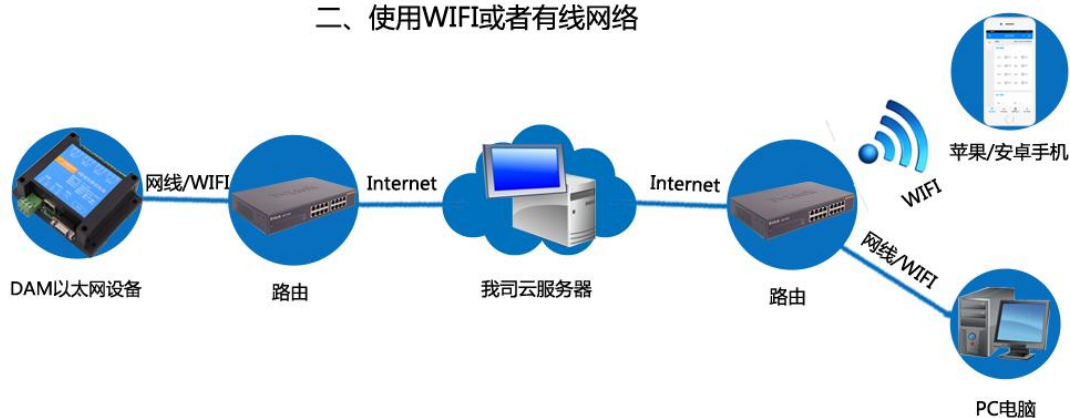 二、使用WIFI或者有线网络
苹果/安卓手机
网线/WIFI
Internet
Internet
WIFI
网线/WIFI
DAM以太网设备
路由
我司云服务器
路由
PC电脑